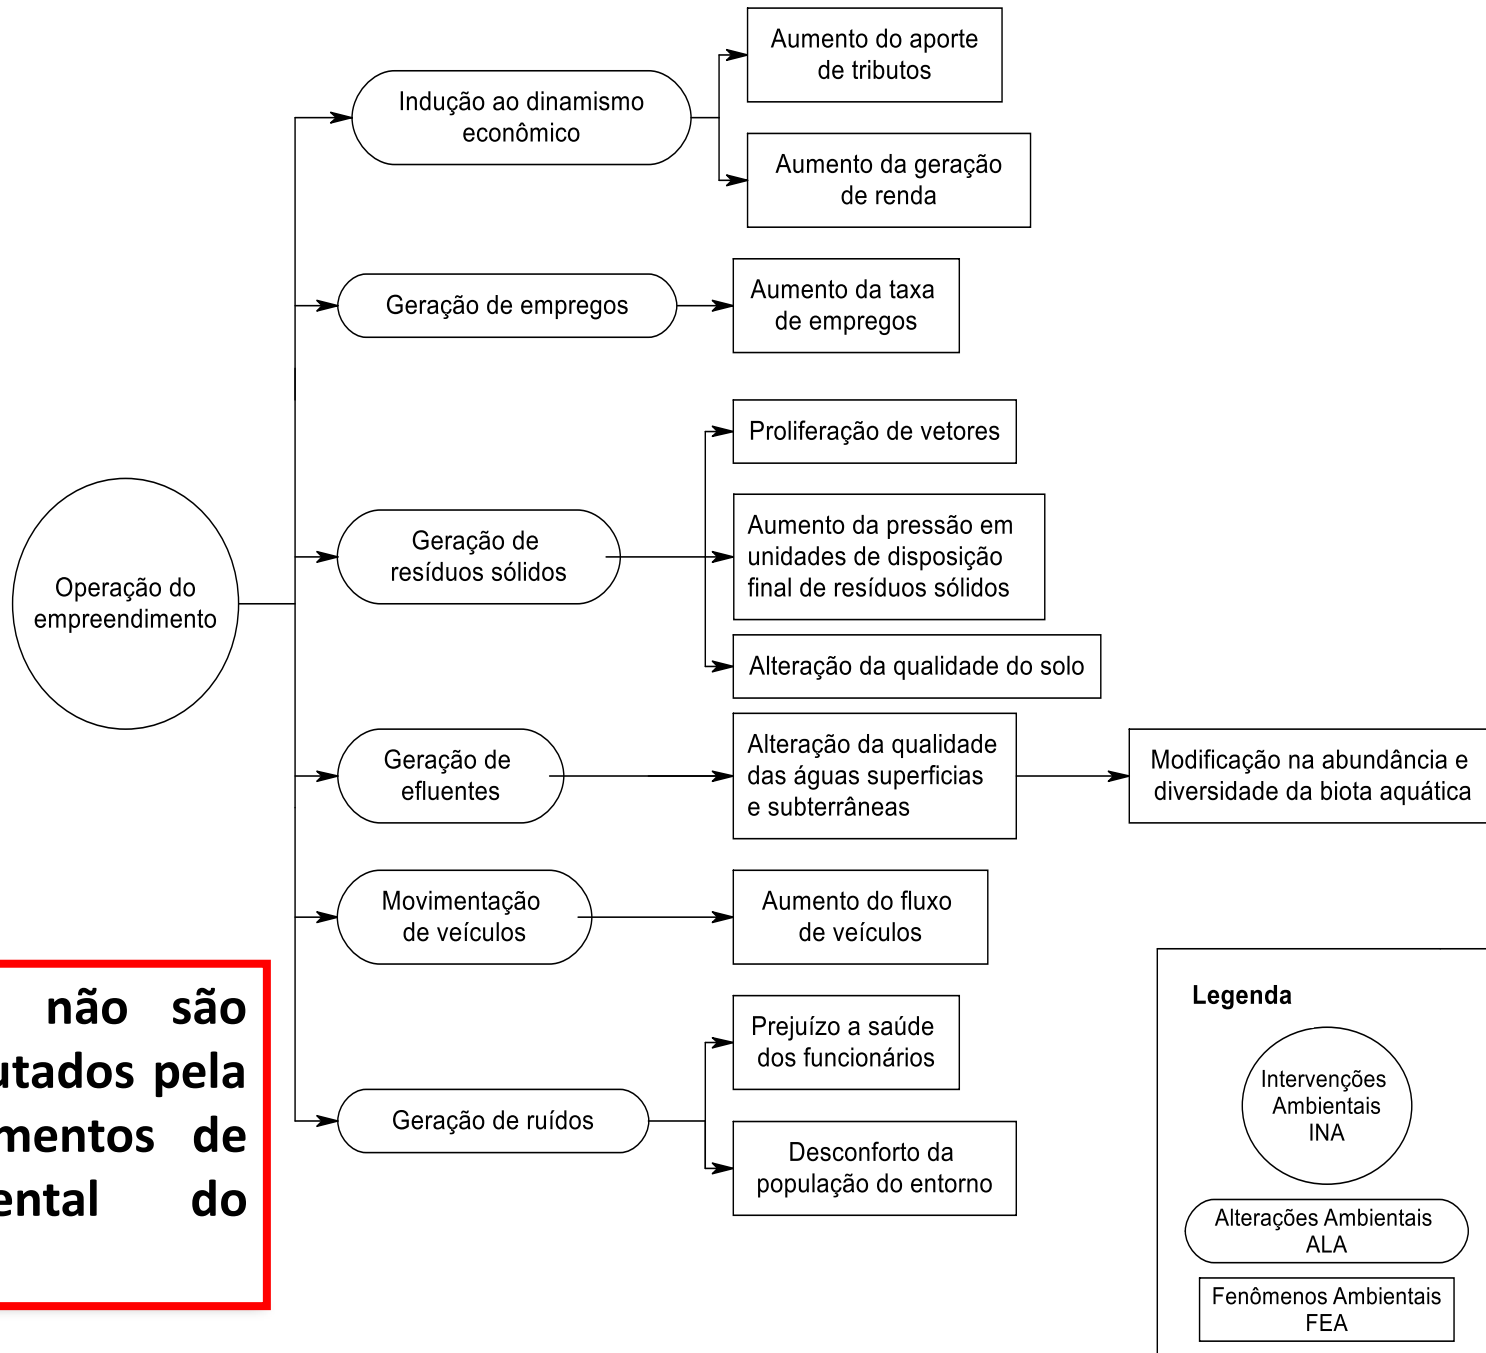 Aumento do aporte
de tributos
Indução ao dinamismo
econômico
Aumento da geração
de renda
Geração de empregos
Aumento da taxa
de empregos
Proliferação de vetores
Geração de
resíduos sólidos
Aumento da pressão em
unidades de disposição
final de resíduos sólidos
Operação do
empreendimento
Alteração da qualidade do solo
Geração de
efluentes
Alteração da qualidade
das águas superficias
e subterrâneas
Modificação na abundância e
diversidade da biota aquática
Movimentação
de veículos
Aumento do fluxo
de veículos
Prejuízo a saúde
dos funcionários
Geração de ruídos
Desconforto da
população do entorno
não são
utados pela
mentos de
ental do
Legenda
Intervenções
Ambientais
INA
Alterações Ambientais
ALA
Fenômenos Ambientais
FEA